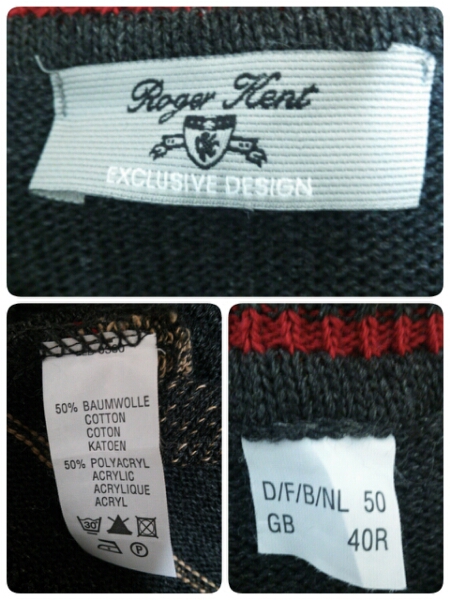 Roger Kent
EXCLUSIVE DESIGN
50% BAUMWOLLE
COTTON
COTON
KATOEN
50% POLYACRYL
ACRYLIC
ACRYLIQUE
ACRYL
30°
P
D/F/B/NL 50
GB 40R